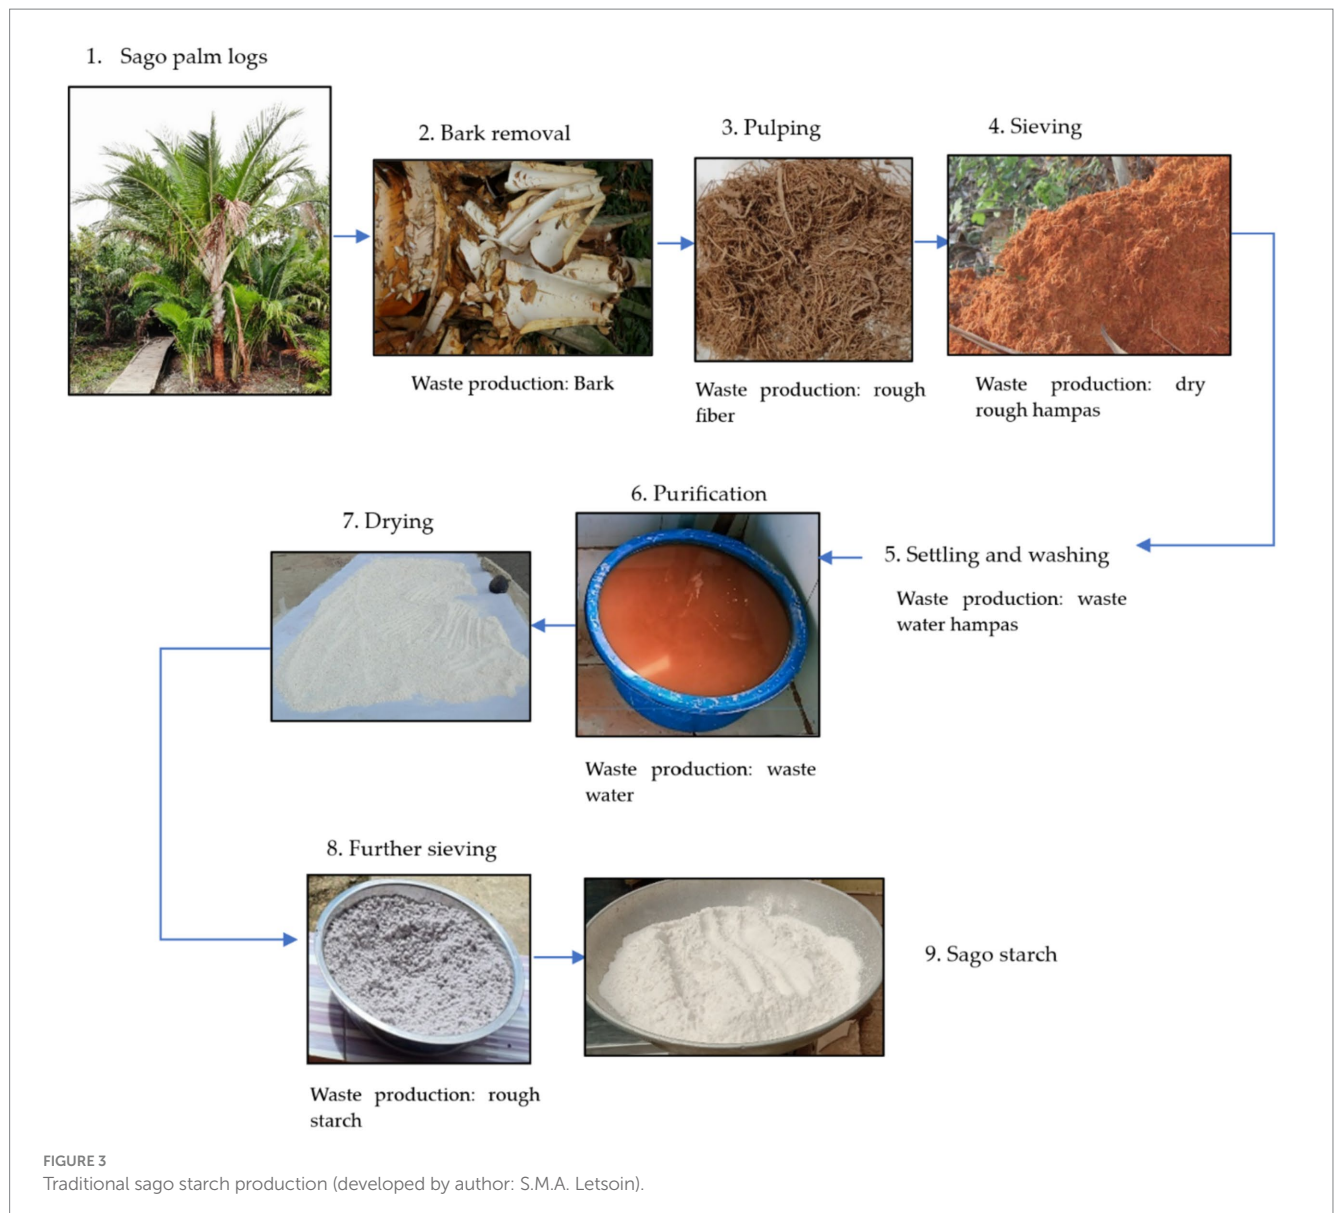 1. Sago palm logs
2. Bark removal
Waste production: Bark
3. Pulping
Waste production: rough
fiber
4. Sieving
Waste production: dry
rough hampas
5. Settling and washing
Waste production: waste
water hampas
6. Purification
Waste production: waste
water
7. Drying
8. Further sieving
Waste production: rough
starch
9. Sago starch
FIGURE 3
Traditional sago starch production (developed by author: S.M.A. Letsoin).